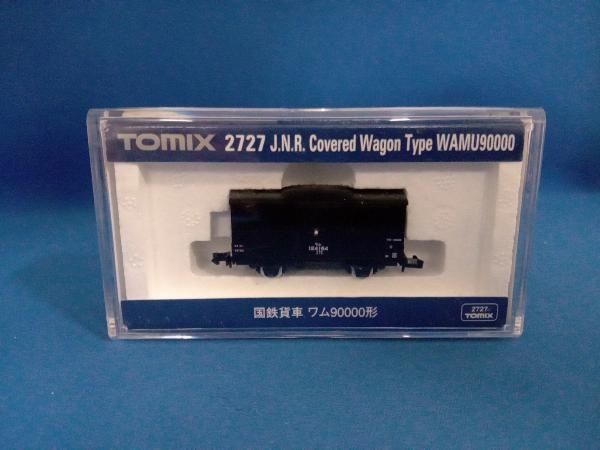 TOMIX 2727 J.N.R. Covered Wagon Type WAMU90000
184184
国鉄貨車 ワム90000形
2727
TOMIX